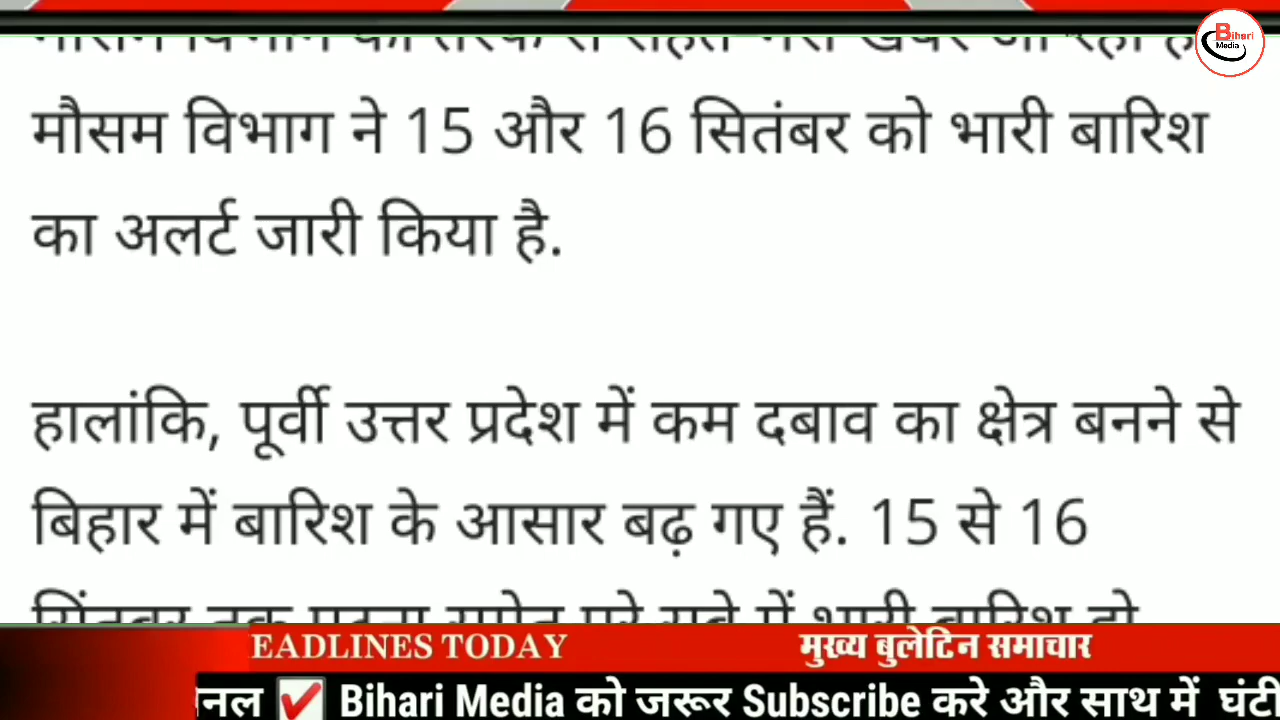 Bihari
Media
मौसम विभाग ने 15 और 16 सितंबर को भारी बारिश
का अलर्ट जारी किया है.
हालांकि, पूर्वी उत्तर प्रदेश में कम दबाव का क्षेत्र बनने से
बिहार में बारिश के आसार बढ़ गए हैं. 15 से 16
EADLINES TODAY मुख्य बुलेटिन समाचार
नल ✅ Bihari Media को जरूर Subscribe करे और साथ में घंटी